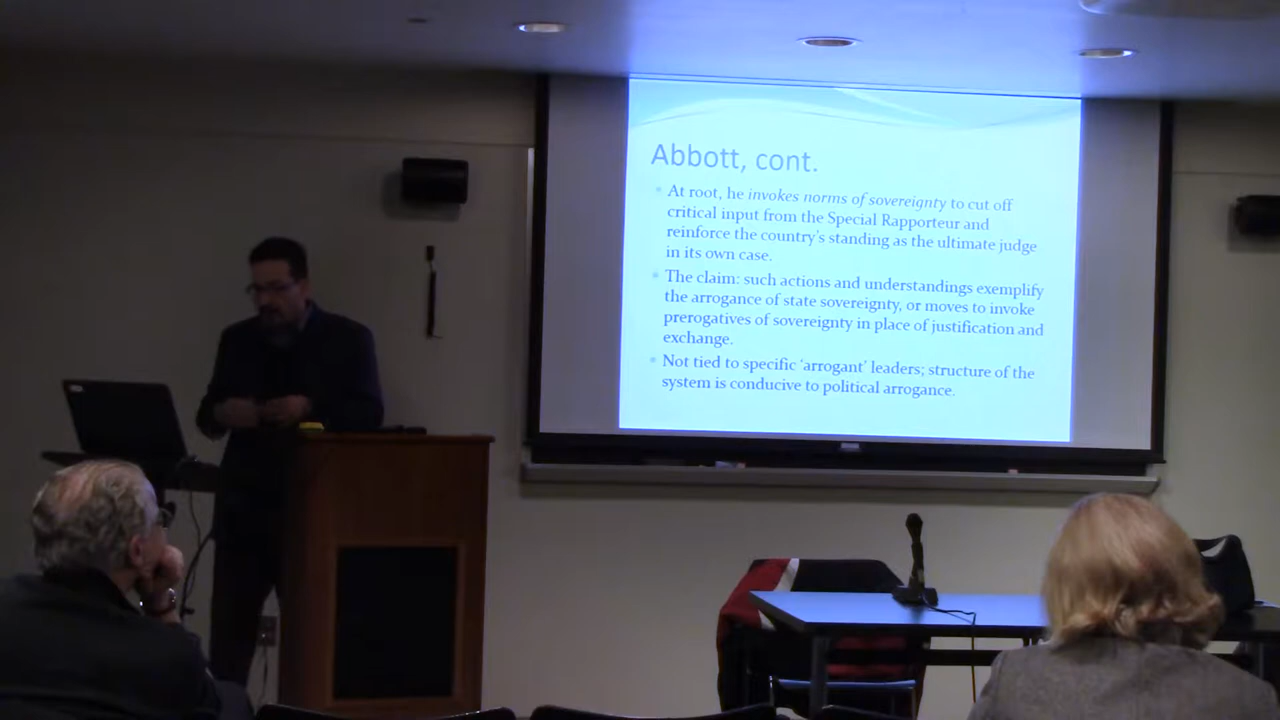 Abbott, cont.
At root, he invokes norms of sovereignty to cut off
critical input from the Special Rapporteur and
reinforce the country's standing as the ultimate judge
in its own case.
The claim: such actions and understandings exemplify
the arrogance of state sovereignty, or moves to invoke
prerogatives of sovereignty in place of justification and
exchange.
Not tied to specific 'arrogant' leaders; structure of the
system is conducive to political arrogance.